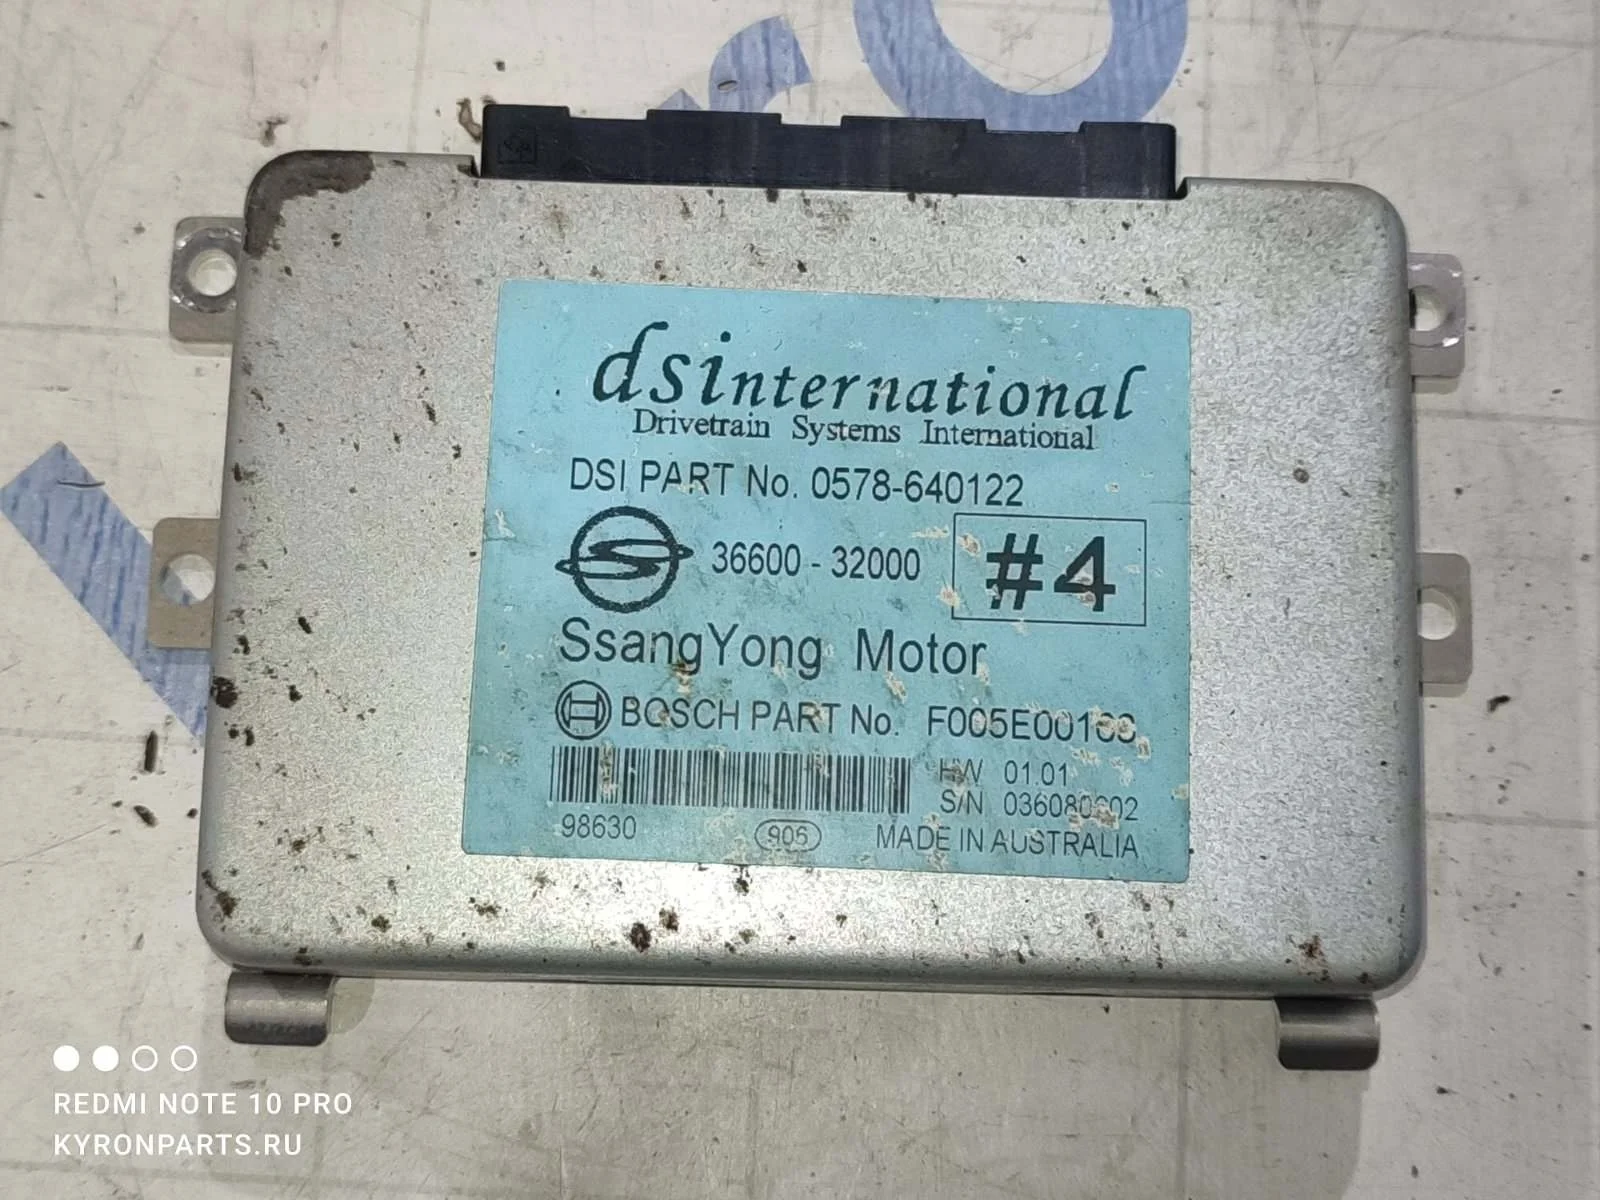 dsinternational
Drivetrain Systems International
DSI PART No. 0578-640122
36600 - 32000 #4
SsangYong Motor
BOSCH PART No.
HW 01.01
S/N
98630 905 MADE IN AUSTRALIA
REDMI NOTE 10 PRO
KYRONPARTS.RU